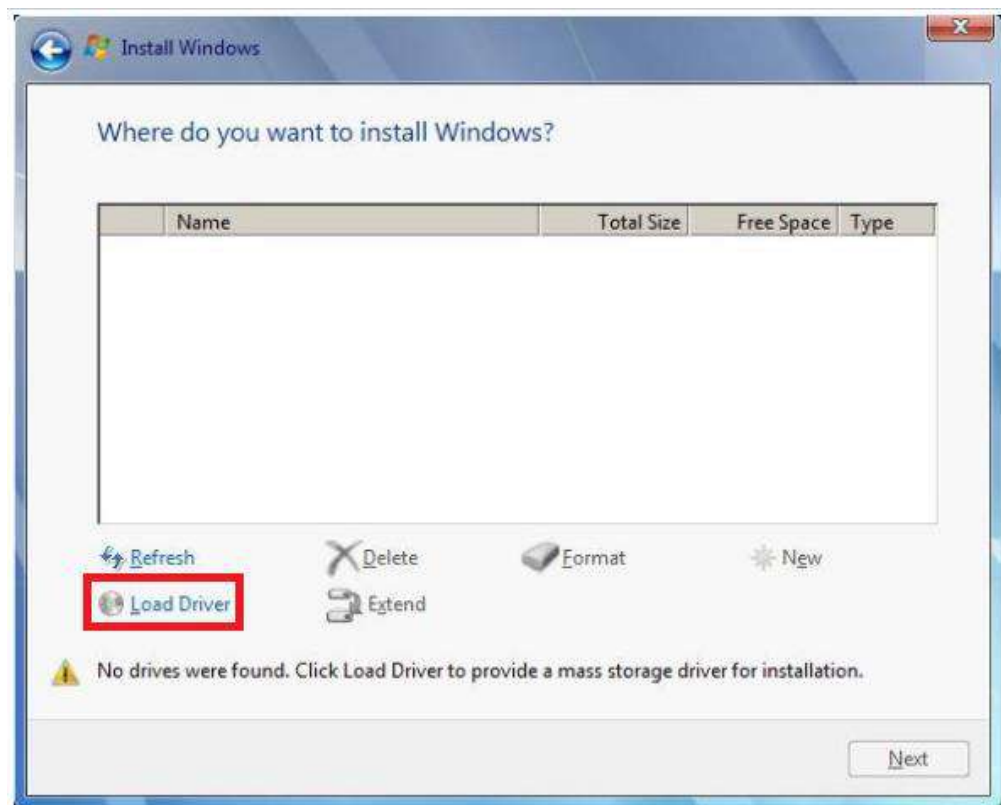 Install Windows
Where do you want to install Windows?
Name Total Size Free Space Type
Refresh Delete Format New
Load Driver Extend
No drives were found. Click Load Driver to provide a mass storage driver for installation.
Next